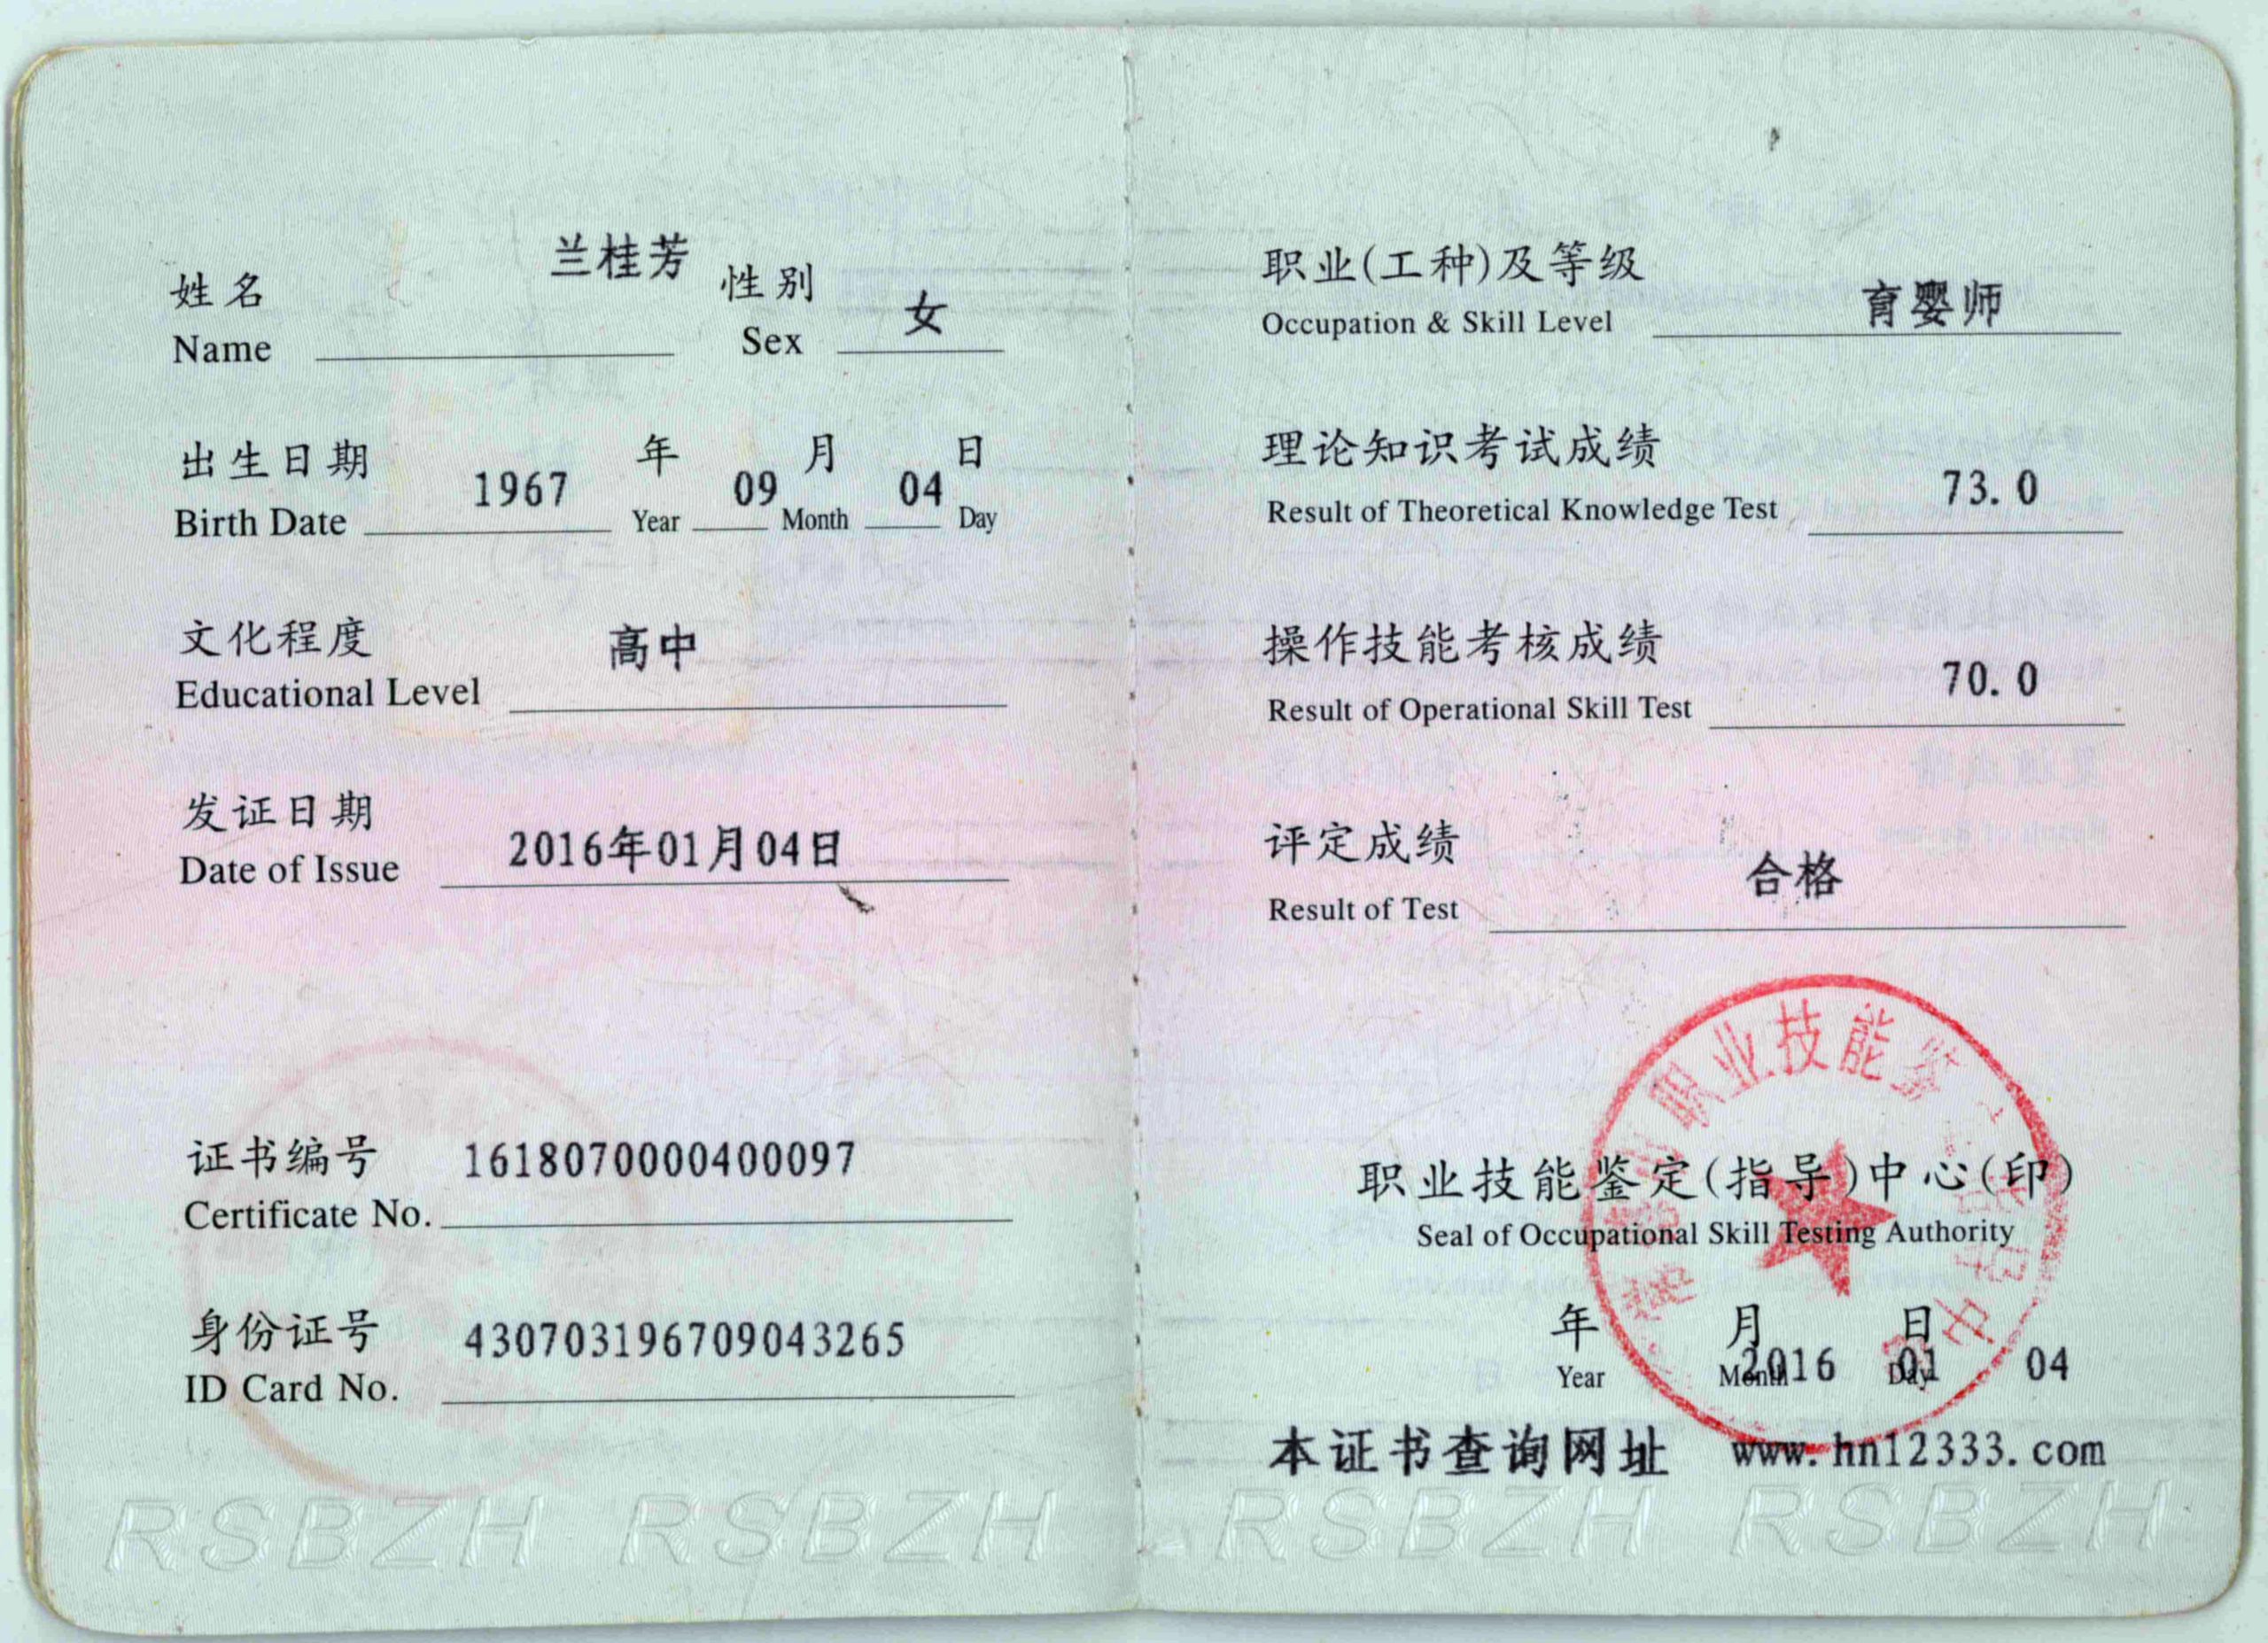 姓名 兰桂芳 性别 女
Name Sex
出生日期 1967 年 09 月 04 日
Birth Date Year Month Day
文化程度 高中
Educational Level
发证日期 2016年01月04日
Date of Issue
证书编号 1618070000400097
Certificate No.
身份证号 430703196709043265
ID Card No.
RSBZH RSBZH
职业(工种)及等级 育婴师
Occupation & Skill Level
理论知识考试成绩 73.0
Result of Theoretical Knowledge Test
操作技能考核成绩 70.0
Result of Operational Skill Test
评定成绩 合格
Result of Test
职业技能鉴
职业技能鉴定(指导)中心(印)
Seal of Occupational Skill Testing Authority
年 月 日
Year Month Day
2016 01 04
本证书查询网址 www.hn12333.com
RSBZH RSBZH